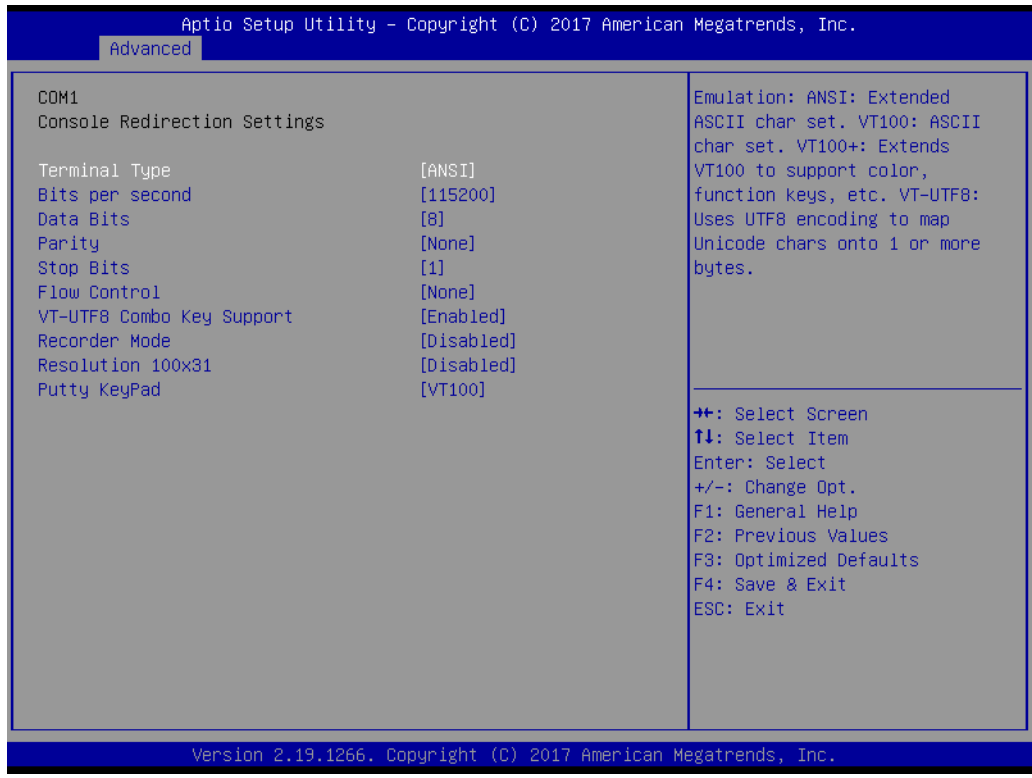 Aptio Setup Utility – Copyright (C) 2017 American Megatrends, Inc.
Advanced
COM1
Console Redirection Settings
Terminal Type [ANSI]
Bits per second [115200]
Data Bits [8]
Parity [None]
Stop Bits [1]
Flow Control [None]
VT-UTF8 Combo Key Support [Enabled]
Recorder Mode [Disabled]
Resolution 100x31 [Disabled]
Putty KeyPad [VT100]
Emulation: ANSI: Extended
ASCII char set. VT100: ASCII
char set. VT100+: Extends
VT100 to support color,
function keys, etc. VT-UTF8:
Uses UTF8 encoding to map
Unicode chars onto 1 or more
bytes.
→←: Select Screen
↑↓: Select Item
Enter: Select
+/-: Change Opt.
F1: General Help
F2: Previous Values
F3: Optimized Defaults
F4: Save & Exit
ESC: Exit
Version 2.19.1266. Copyright (C) 2017 American Megatrends, Inc.